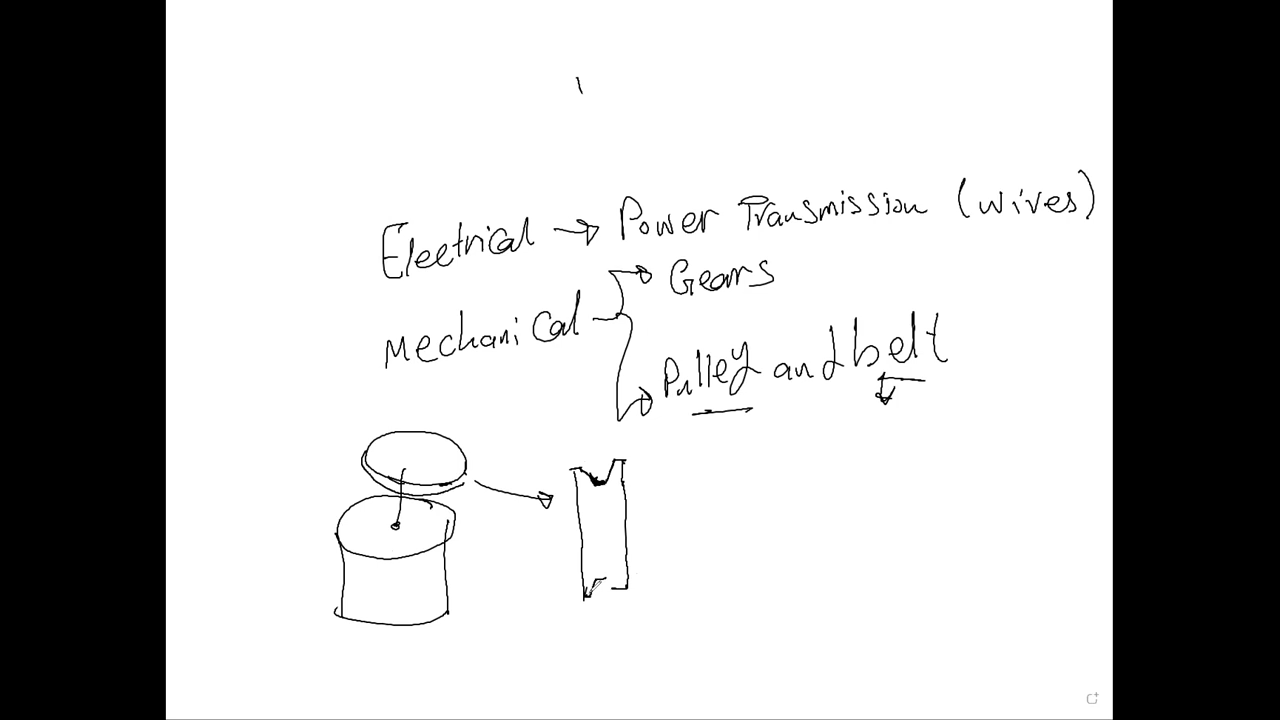 Electrical → Power Transmission (wires)
Gears
Mechanical
Pulley and belt